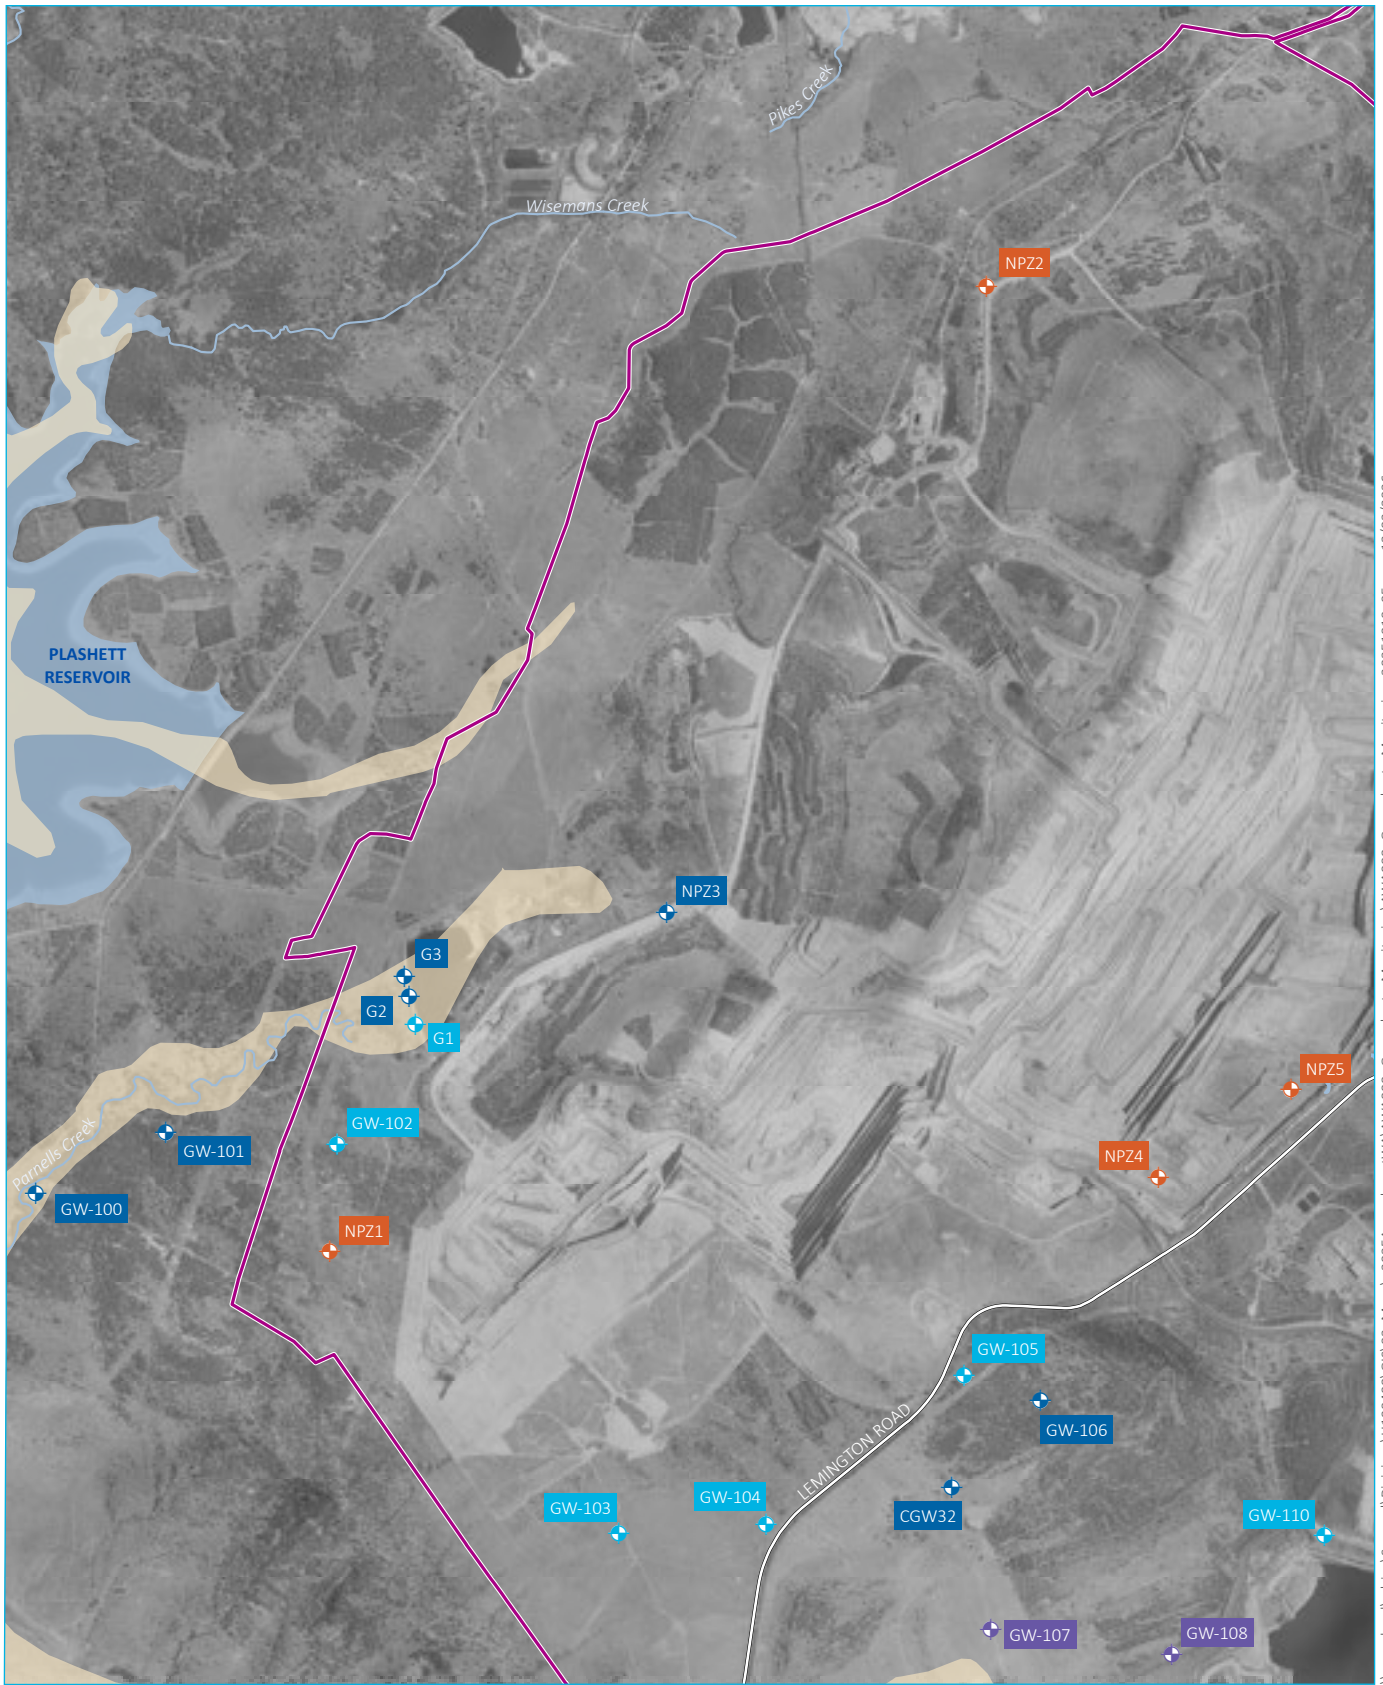 Pikes Creek
Wisemans Creek
NPZ2
PLASHETT
RESERVOIR
NPZ3
G3
G2
G1
NPZ5
GW-102
Parnells Creek
GW-101
NPZ4
GW-100
NPZ1
GW-105
LEMINGTON ROAD
GW-106
GW-104
GW-103
CGW32
GW-110
GW-107
GW-108